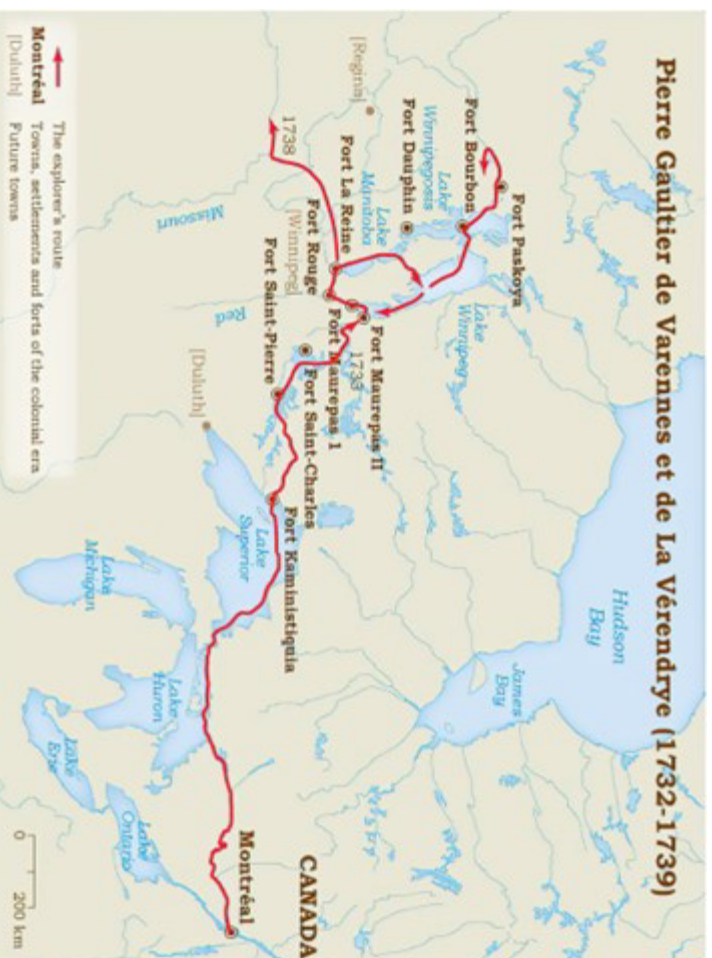 Pierre Gaultier de Varennes et de La Vérendrye (1732-1739)
Hudson
Bay
James
Bay
Fort Paskoya
Fort Bourbon
Lake
Winnipegosis
Fort Dauphin
Lake
Winnipeg
Lake
Manitoba
[Regina]
Fort La Reine
Fort Maurepas II
1733
Fort Maurepas I
Fort Rouge
[Winnipeg]
1738
Fort Saint-Charles
Fort Saint-Pierre
Fort Kaministiquia
Missouri
Red
[Duluth]
Lake
Superior
Lake
Michigan
Lake
Huron
Lake
Erie
Lake
Ontario
Montréal
CANADA
The explorer's route
Montréal Towns, settlements and forts of the colonial era
[Duluth] Future towns
0 200 km